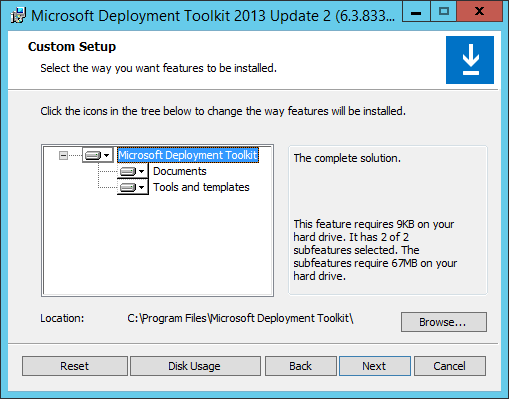 Microsoft Deployment Toolkit 2013 Update 2 (6.3.833...
Custom Setup
Select the way you want features to be installed.
Click the icons in the tree below to change the way features will be installed.
Microsoft Deployment Toolkit
Documents
Tools and templates
The complete solution.
This feature requires 9KB on your
hard drive. It has 2 of 2
subfeatures selected. The
subfeatures require 67MB on your
hard drive.
Location: C:\Program Files\Microsoft Deployment Toolkit\
Browse...
Reset Disk Usage Back Next Cancel